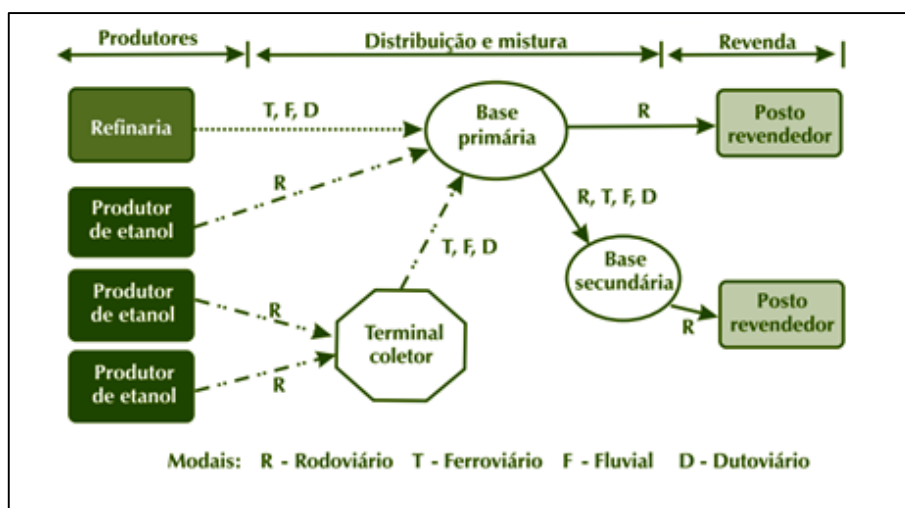 Produtores
Distribuição e mistura
Revenda
Refinaria
T, F, D
Base
primária
R
Posto
revendedor
R
Produtor
de etanol
R, T, F, D
T, F, D
Base
secundária
Produtor
de etanol
R
Terminal
coletor
R
Posto
revendedor
Produtor
de etanol
R
Modais: R - Rodoviário T - Ferroviário F - Fluvial D - Dutoviário